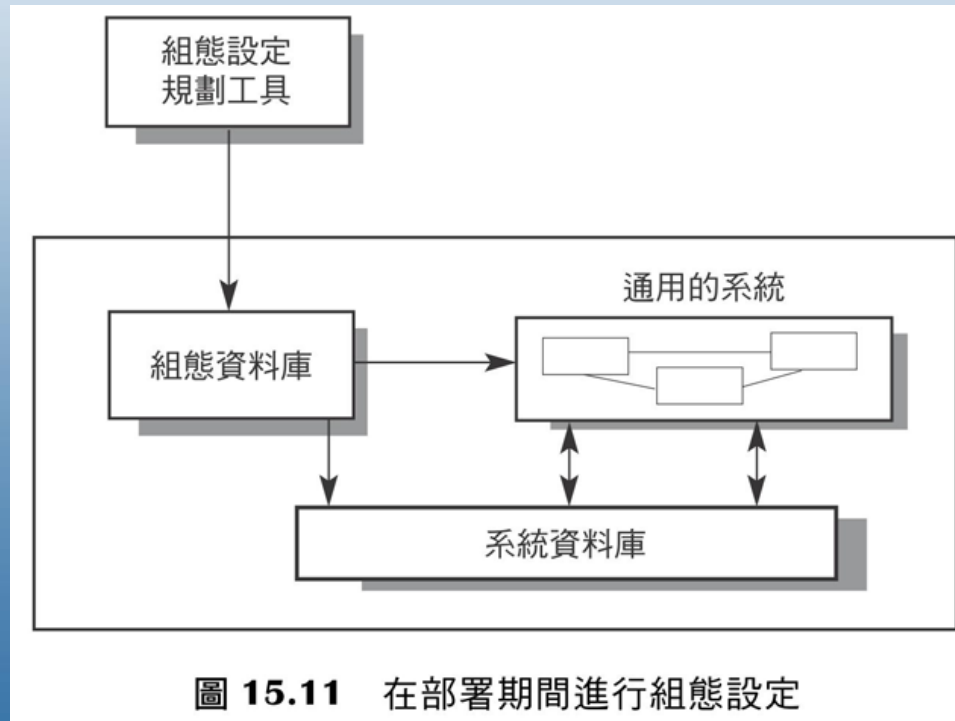 組態設定
規劃工具
通用的系統
組態資料庫
系統資料庫
圖 15.11 在部署期間進行組態設定